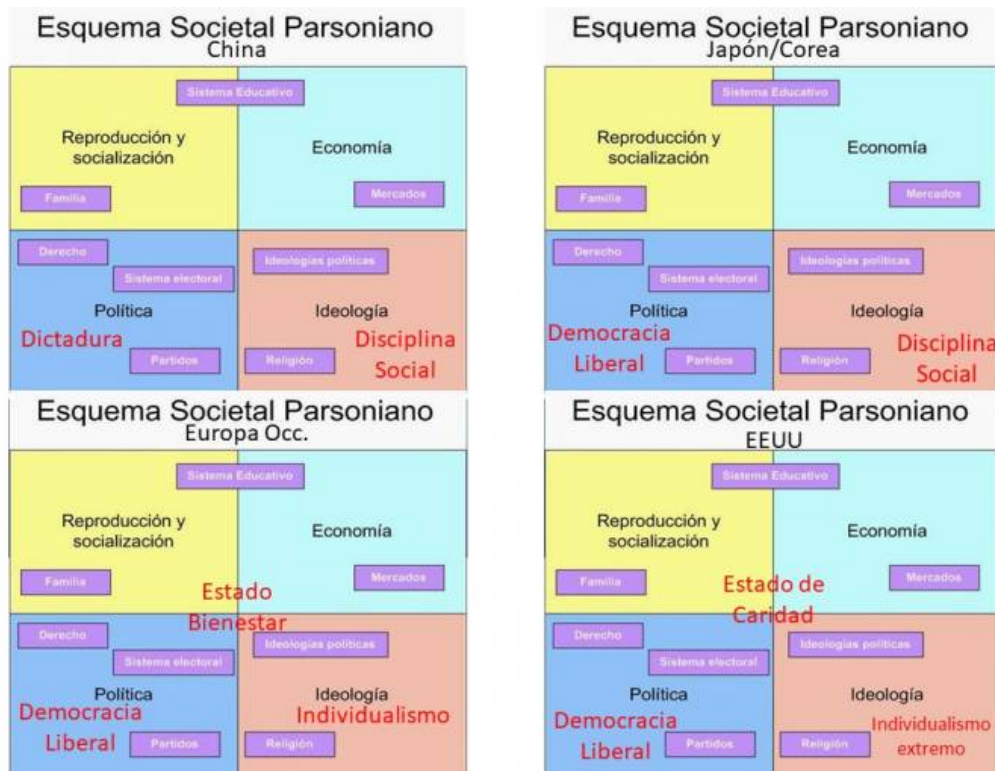 Esquema Societal Parsoniano
China
Sistema Educativo
Reproducción y
socialización
Economía
Familia
Mercados
Derecho
Ideologías políticas
Sistema electoral
Política
Ideología
Dictadura
Disciplina
Social
Partidos
Religión
Esquema Societal Parsoniano
Japón/Corea
Sistema Educativo
Reproducción y
socialización
Economía
Familia
Mercados
Derecho
Ideologías políticas
Sistema electoral
Política
Ideología
Democracia
Liberal
Disciplina
Social
Partidos
Religión
Esquema Societal Parsoniano
Europa Occ.
Sistema Educativo
Reproducción y
socialización
Economía
Familia
Mercados
Estado
Bienestar
Derecho
Ideologías políticas
Sistema electoral
Política
Ideología
Democracia
Liberal
Individualismo
Partidos
Religión
Esquema Societal Parsoniano
EEUU
Sistema Educativo
Reproducción y
socialización
Economía
Familia
Mercados
Estado de
Caridad
Derecho
Ideologías políticas
Sistema electoral
Política
Ideología
Democracia
Liberal
Individualismo
extremo
Partidos
Religión